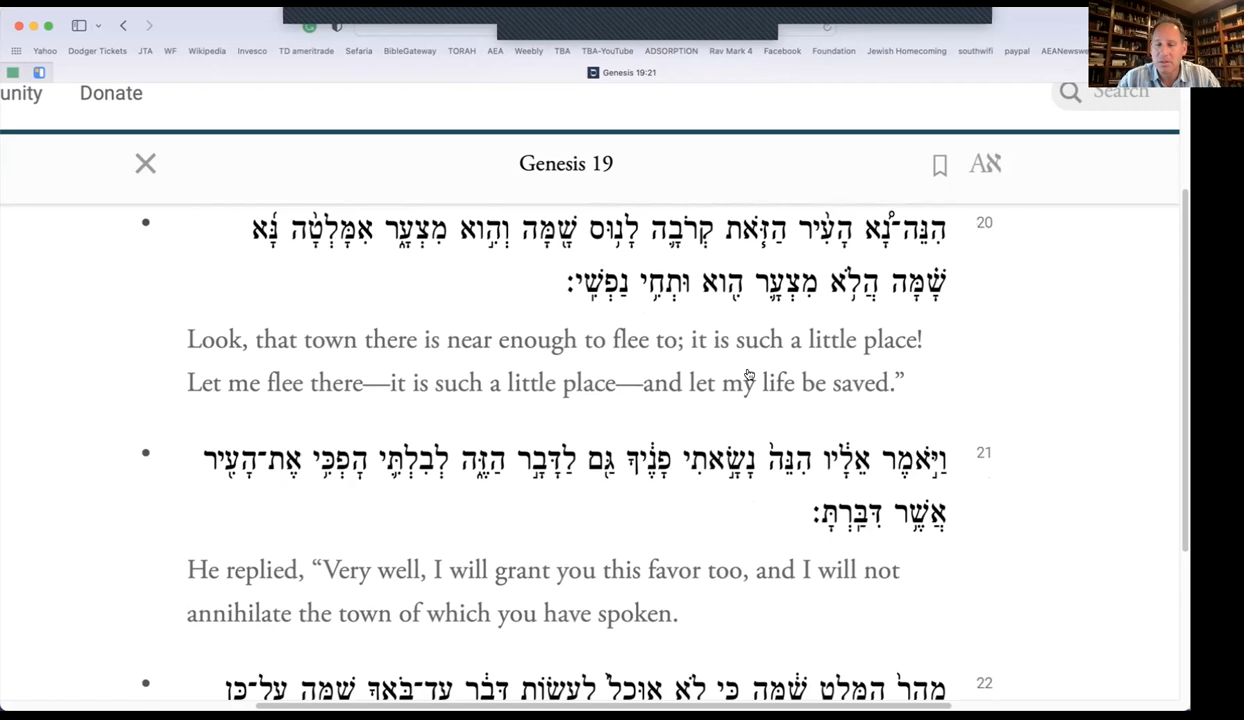 Yahoo Dodger Tickets JTA WF Wikipedia Invesco TD ameritrade Sefaria BibleGateway TORAH AEA Weebly TBA TBA-YouTube ADSORPTION Rav Mark 4 Facebook Foundation Jewish Homecoming southwifi paypal AEANewswe
Genesis 19:21
unity Donate Search
Genesis 19 Aא
20 הִנֵּה־נָ֠א הָעִ֨יר הַזֹּ֧את קְרֹבָ֛ה לָנ֥וּס שָׁ֖מָּה וְהִ֣וא מִצְעָ֑ר אִמָּלְטָ֨ה נָּ֜א
שָׁ֗מָּה הֲלֹ֥א מִצְעָ֛ר הִ֖וא וּתְחִ֥י נַפְשִֽׁי׃
Look, that town there is near enough to flee to; it is such a little place!
Let me flee there—it is such a little place—and let my life be saved.”
21 וַיֹּ֣אמֶר אֵלָ֔יו הִנֵּה֙ נָשָׂ֣אתִי פָנֶ֔יךָ גַּ֖ם לַדָּבָ֣ר הַזֶּ֑ה לְבִלְתִּ֛י הׇפְכִּ֥י אֶת־הָעִ֖יר
אֲשֶׁ֥ר דִּבַּֽרְתָּ׃
He replied, “Very well, I will grant you this favor too, and I will not
annihilate the town of which you have spoken.
22 מַהֵר֙ הִמָּלֵ֣ט שָׁ֔מָּה כִּ֣י לֹ֤א אוּכַל֙ לַעֲשׂ֣וֹת דָּבָ֔ר עַד־בֹּאֲךָ֖ שָׁ֑מָּה עַל־כֵּ֛ן